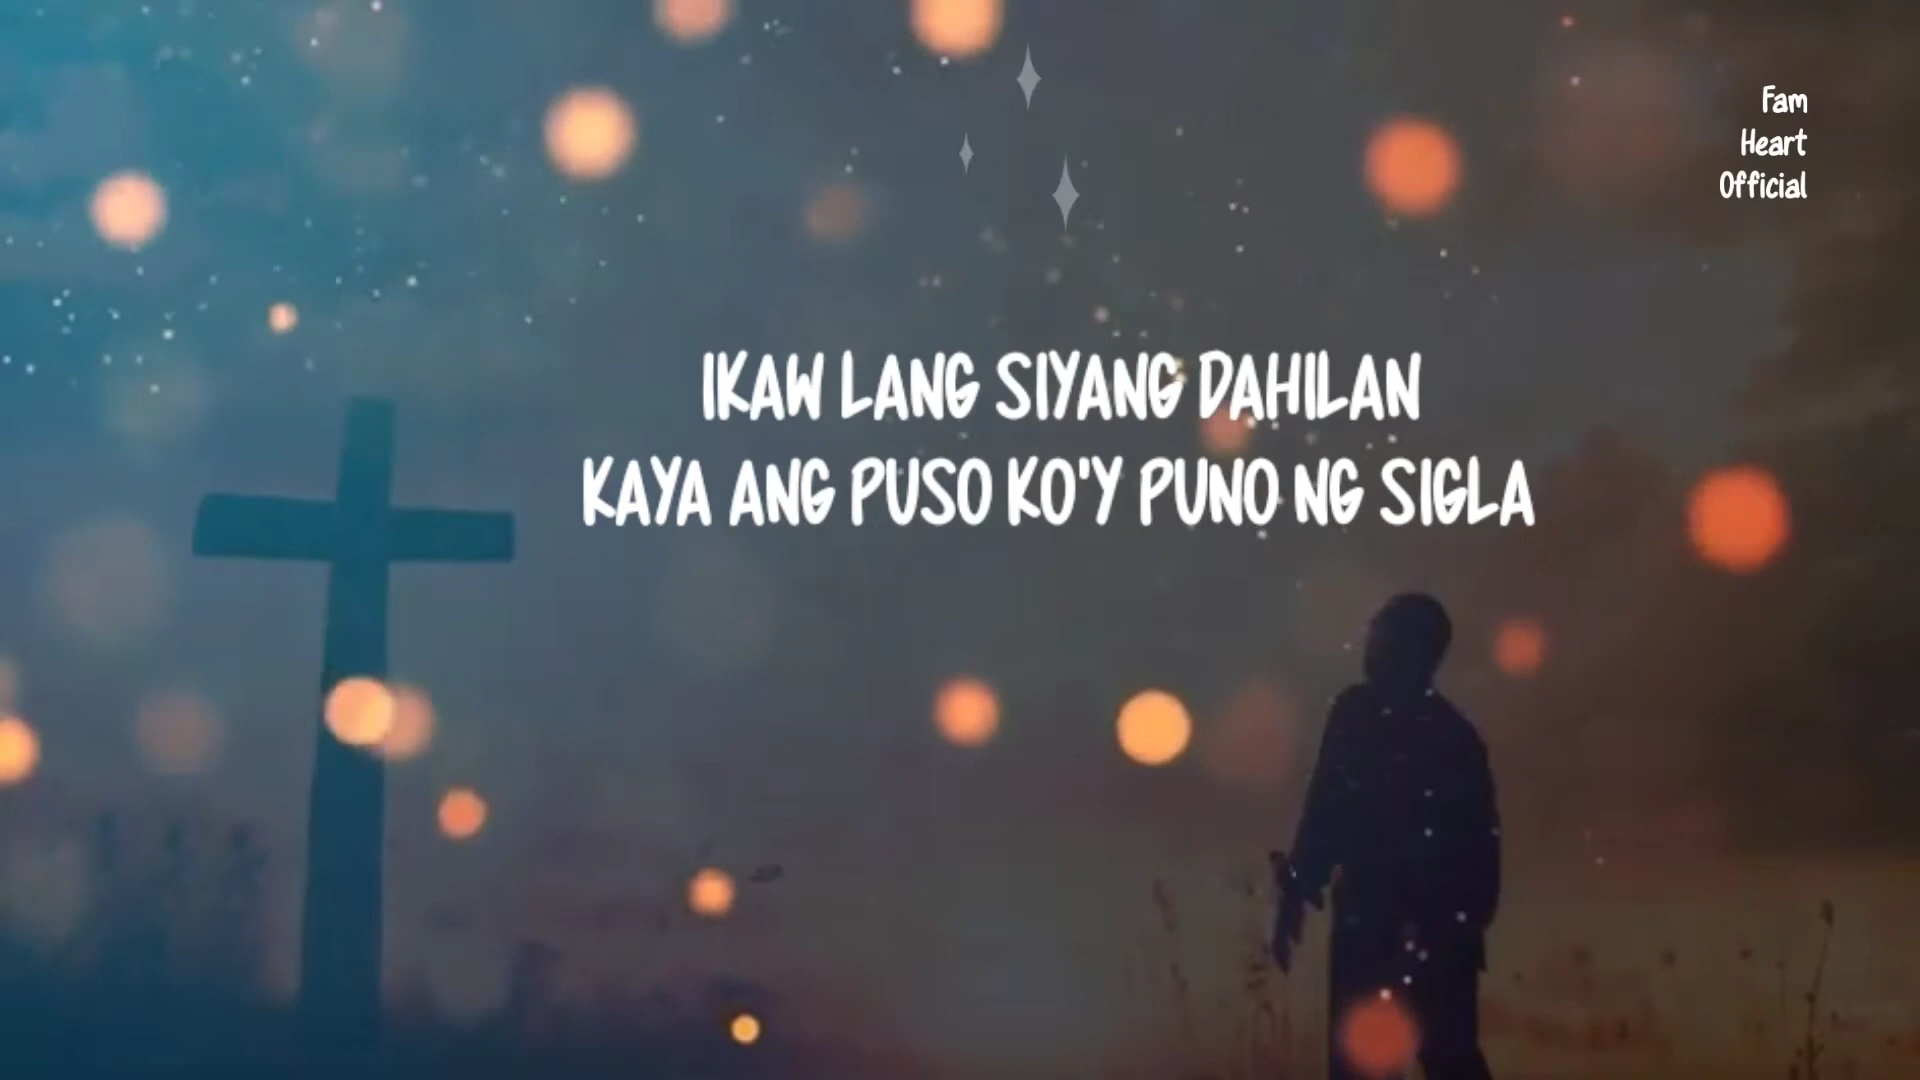 Fam
Heart
Official
IKAW LANG SIYANG DAHILAN
KAYA ANG PUSO KO'Y PUNO NG SIGLA